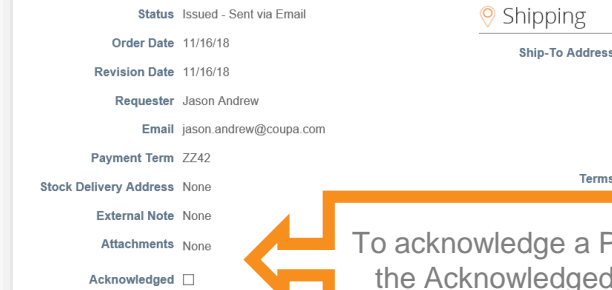 Status Issued - Sent via Email
Order Date 11/16/18
Revision Date 11/16/18
Requester Jason Andrew
Email jason.andrew@coupa.com
Payment Term ZZ42
Stock Delivery Address None
External Note None
Attachments None
Acknowledged
Shipping
Ship-To Address
Terms
To acknowledge a P
the Acknowledged